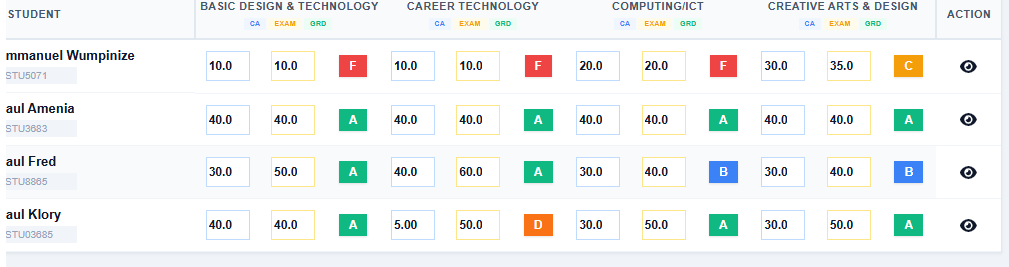 STUDENT BASIC DESIGN & TECHNOLOGY CAREER TECHNOLOGY COMPUTING/ICT CREATIVE ARTS & DESIGN ACTION
CA EXAM GRD CA EXAM GRD CA EXAM GRD CA EXAM GRD
mmanuel Wumpinize 10.0 10.0 F 10.0 10.0 F 20.0 20.0 F 30.0 35.0 C
STU5071
aul Amenia 40.0 40.0 A 40.0 40.0 A 40.0 40.0 A 40.0 40.0 A
STU3683
aul Fred 30.0 50.0 A 40.0 60.0 A 30.0 40.0 B 30.0 40.0 B
STU8865
aul Klory 40.0 40.0 A 5.00 50.0 D 30.0 50.0 A 30.0 50.0 A
STU03685